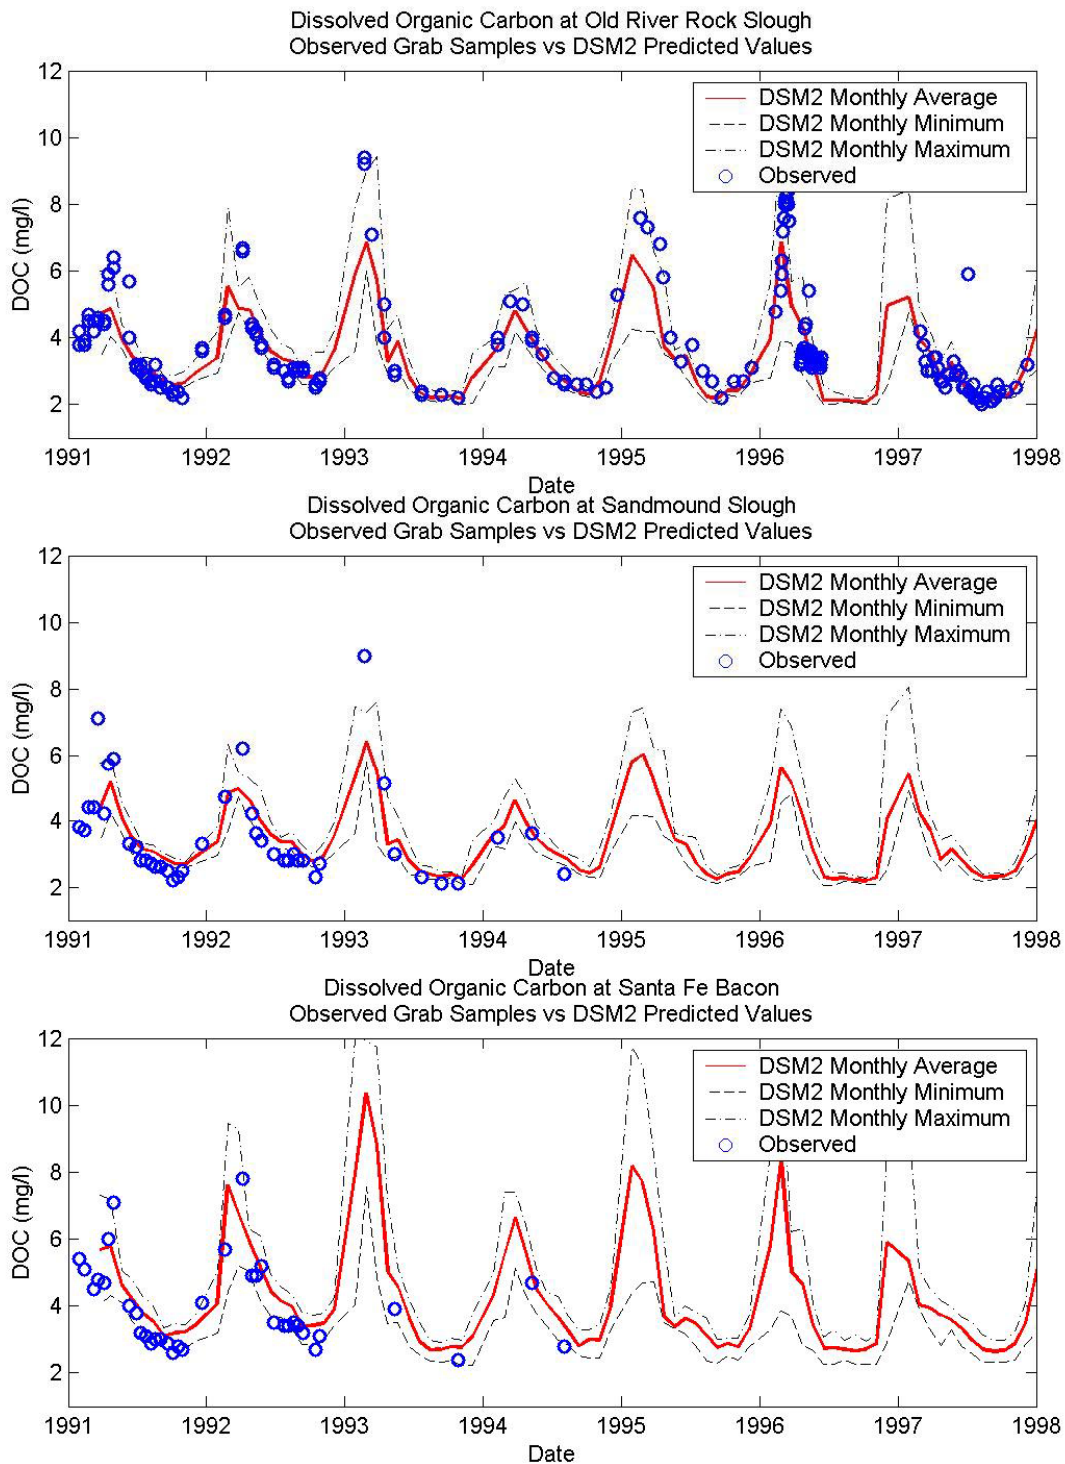 Dissolved Organic Carbon at Old River Rock Slough
Observed Grab Samples vs DSM2 Predicted Values
12
10
8
6
4
2
DOC (mg/l)
DSM2 Monthly Average
DSM2 Monthly Minimum
DSM2 Monthly Maximum
Observed
1991 1992 1993 1994 1995 1996 1997 1998
Date
Dissolved Organic Carbon at Sandmound Slough
Observed Grab Samples vs DSM2 Predicted Values
12
10
8
6
4
2
DOC (mg/l)
DSM2 Monthly Average
DSM2 Monthly Minimum
DSM2 Monthly Maximum
Observed
1991 1992 1993 1994 1995 1996 1997 1998
Date
Dissolved Organic Carbon at Santa Fe Bacon
Observed Grab Samples vs DSM2 Predicted Values
12
10
8
6
4
2
DOC (mg/l)
DSM2 Monthly Average
DSM2 Monthly Minimum
DSM2 Monthly Maximum
Observed
1991 1992 1993 1994 1995 1996 1997 1998
Date